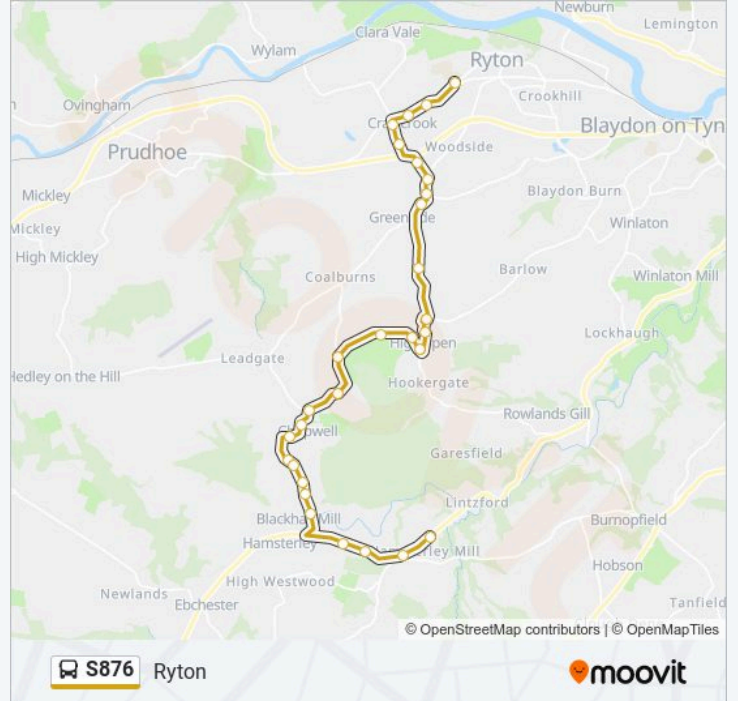 Newburn
Lemington
Clara Vale
Wylam
Ryton
Crookhill
Ovingham
Blaydon on Tyn
Prudhoe
Woodside
Mickley
Blaydon Burn
Winlaton
Mickley
High Mickley
Barlow
Winlaton Mill
Coalburns
Lockhaugh
Leadgate
Hedley on the Hill
Hookergate
Rowlands Gill
Garesfield
Lintzford
Burnopfield
Hamsterley
Hobson
High Westwood
Newlands
Ebchester
Tanfield
© OpenStreetMap contributors | © OpenMapTiles
S876 Ryton
moovit